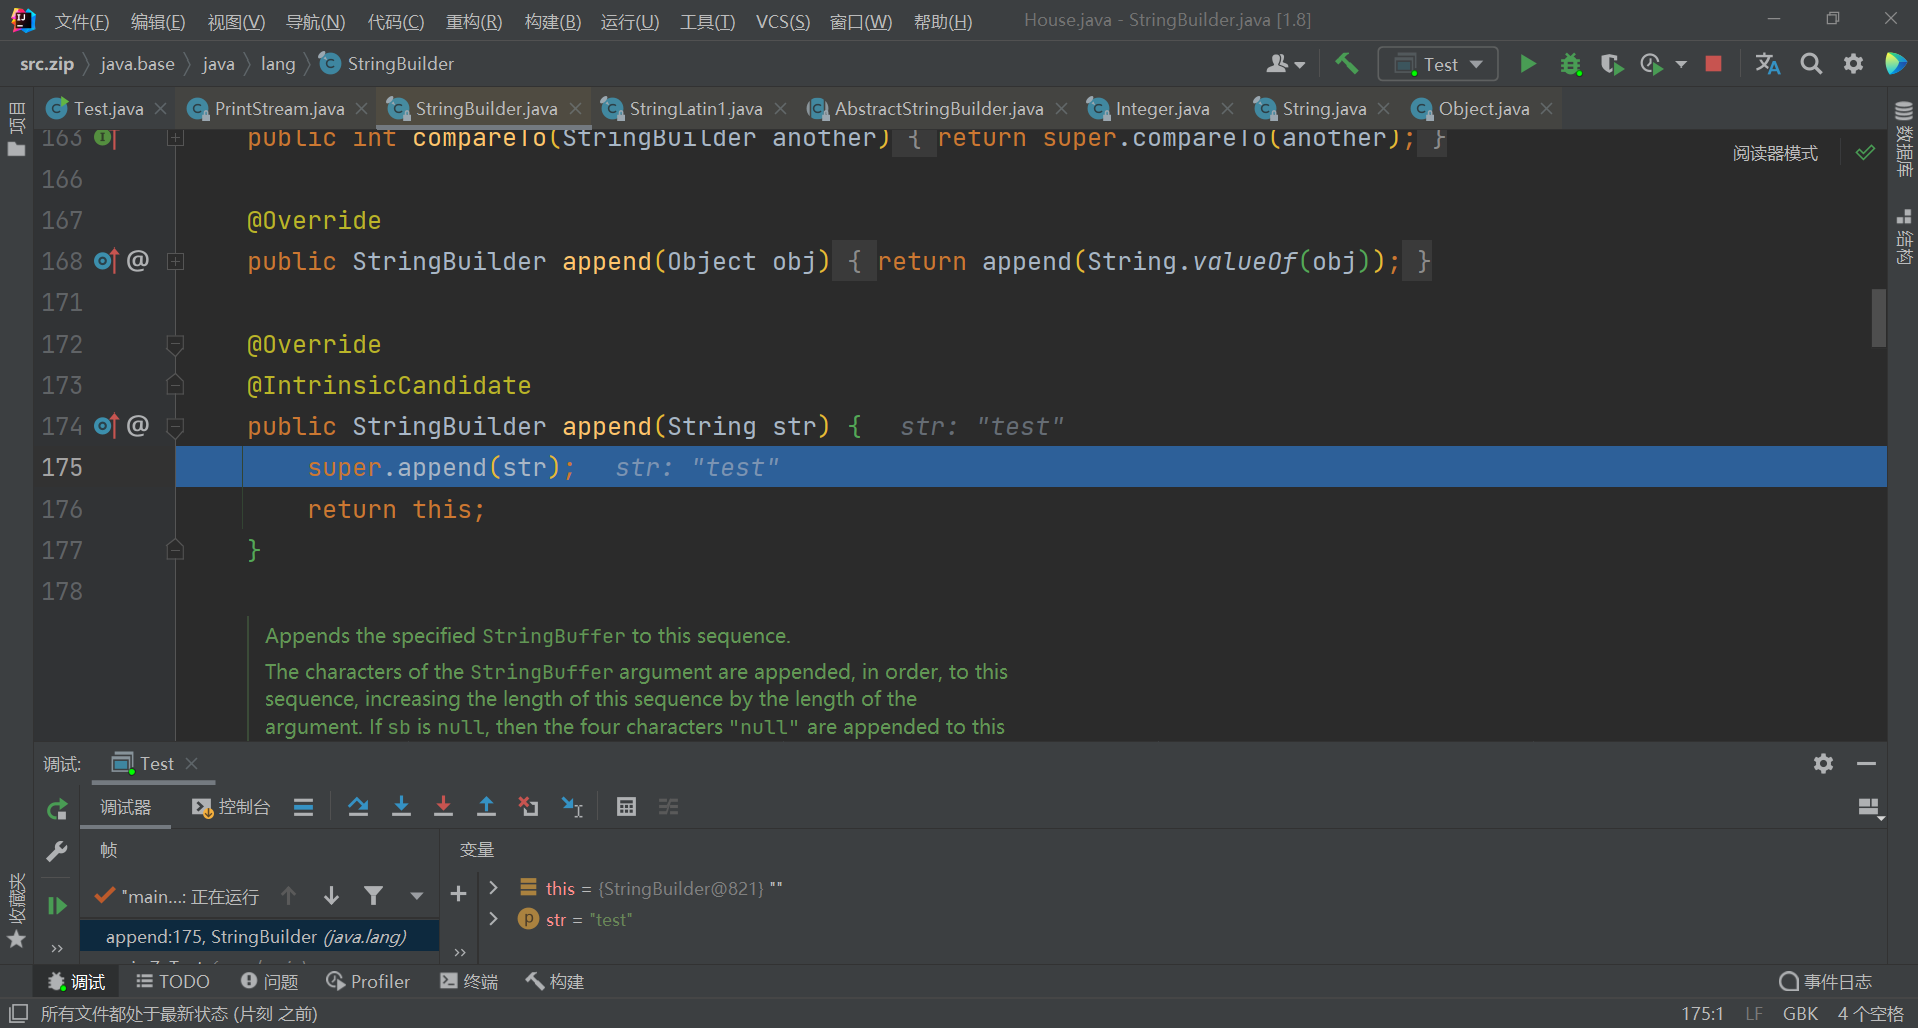 文件(F) 编辑(E) 视图(V) 导航(N) 代码(C) 重构(R) 构建(B) 运行(U) 工具(T) VCS(S) 窗口(W) 帮助(H) House.java - StringBuilder.java [1.8]
src.zip java.base java lang StringBuilder Test
项目
Test.java PrintStream.java StringBuilder.java StringLatin1.java AbstractStringBuilder.java Integer.java String.java Object.java
数据库
结构
阅读器模式
163 public int compareTo(StringBuilder another) { return super.compareTo(another); }
166
167 @Override
168 @ public StringBuilder append(Object obj) { return append(String.valueOf(obj)); }
171
172 @Override
173 @IntrinsicCandidate
174 @ public StringBuilder append(String str) { str: "test"
175 super.append(str); str: "test"
176 return this;
177 }
178
Appends the specified StringBuffer to this sequence.
The characters of the StringBuffer argument are appended, in order, to this
sequence, increasing the length of this sequence by the length of the
argument. If sb is null, then the four characters "null" are appended to this
调试: Test
调试器 控制台
帧 变量
"main...: 正在运行
this = {StringBuilder@821} ""
str = "test"
append:175, StringBuilder (java.lang)
收藏夹
调试 TODO 问题 Profiler 终端 构建 事件日志
所有文件都处于最新状态 (片刻 之前) 175:1 LF GBK 4 个空格